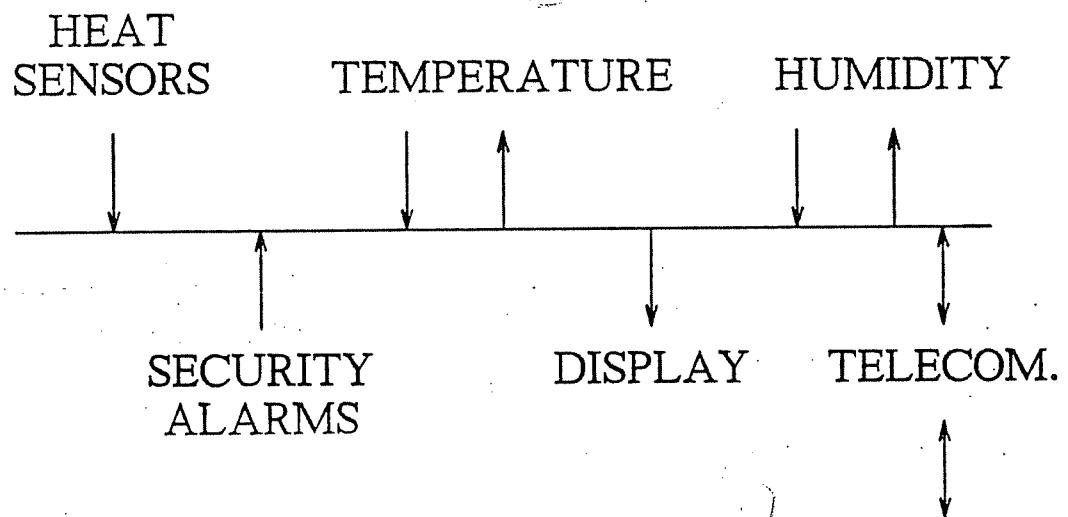 HEAT
SENSORS
TEMPERATURE
HUMIDITY
SECURITY
ALARMS
DISPLAY
TELECOM.